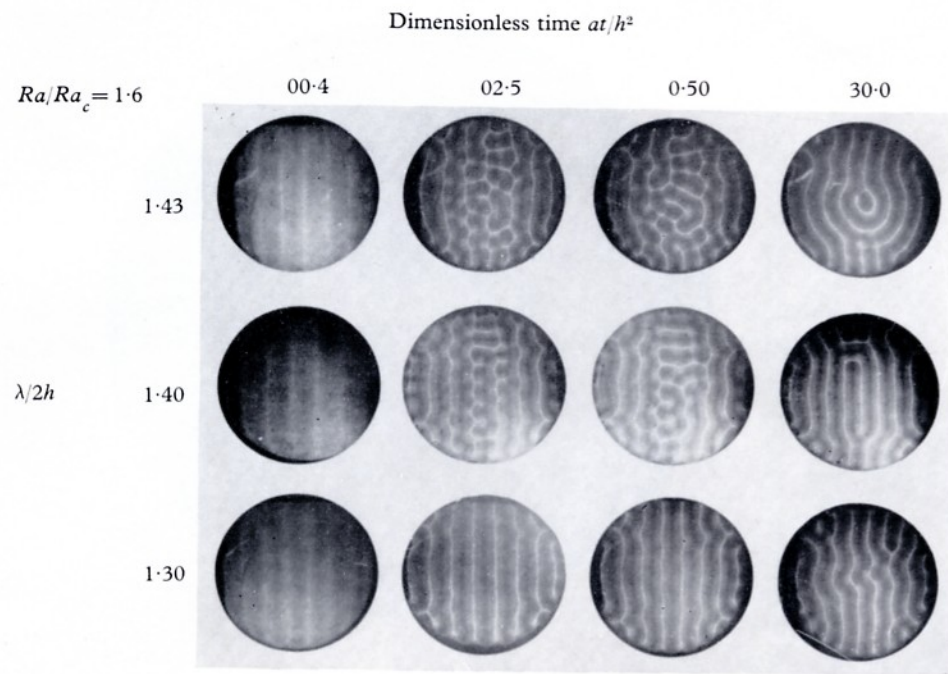 Dimensionless time at/h²
Ra/Ra_c = 1·6 00·4 02·5 0·50 30·0
1·43
λ/2h 1·40
1·30